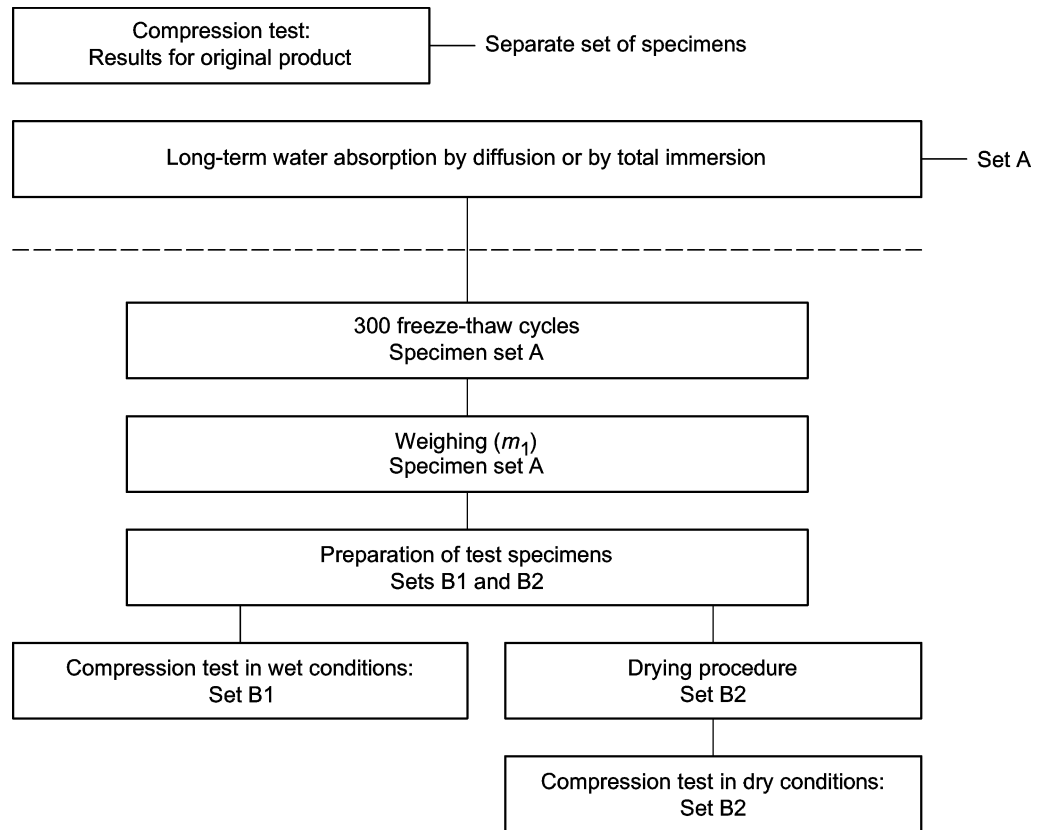 Compression test:
Results for original product
Separate set of specimens
Long-term water absorption by diffusion or by total immersion
Set A
300 freeze-thaw cycles
Specimen set A
Weighing (m1)
Specimen set A
Preparation of test specimens
Sets B1 and B2
Compression test in wet conditions:
Set B1
Drying procedure
Set B2
Compression test in dry conditions:
Set B2